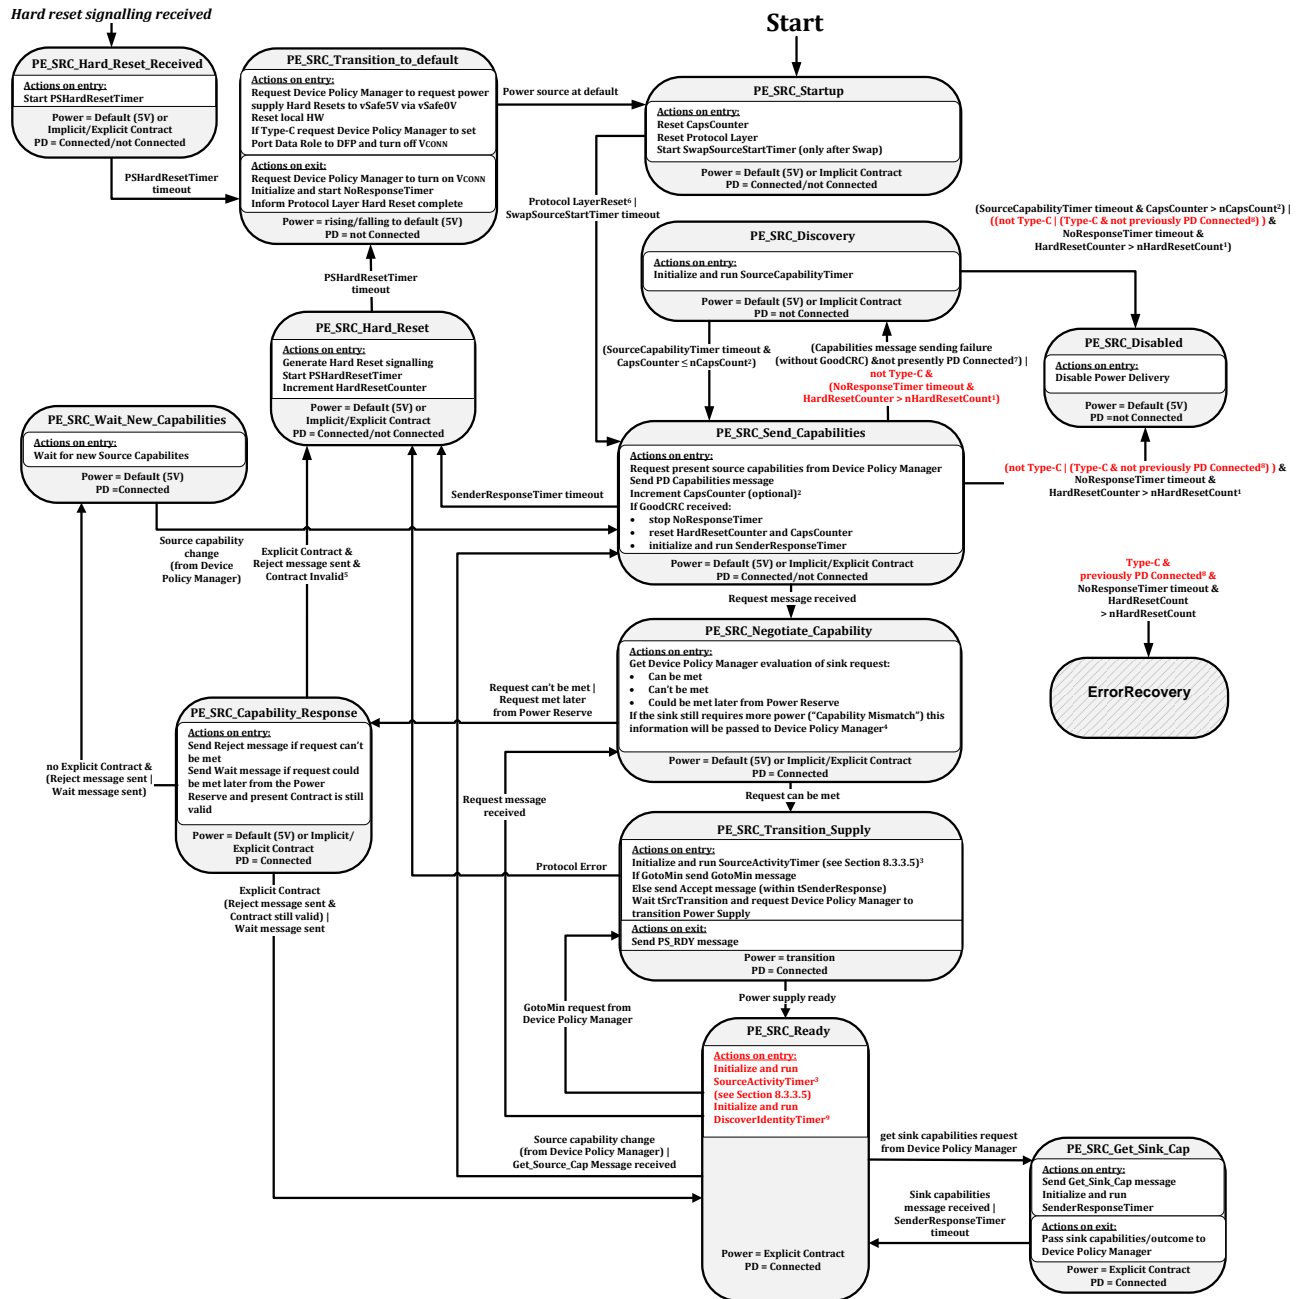 Hard reset signalling received
Start
PE_SRC_Hard_Reset_Received
Actions on entry:
Start PSHardResetTimer
Power = Default (5V) or
Implicit/Explicit Contract
PD = Connected/not Connected
PSHardResetTimer
timeout
PE_SRC_Transition_to_default
Actions on entry:
Request Device Policy Manager to request power
supply Hard Resets to vSafe5V via vSafe0V
Reset local HW
If Type-C request Device Policy Manager to set
Port Data Role to DFP and turn off VCONN
Actions on exit:
Request Device Policy Manager to turn on VCONN
Initialize and start NoResponseTimer
Inform Protocol Layer Hard Reset complete
Power = rising/falling to default (5V)
PD = not Connected
Power source at default
PE_SRC_Startup
Actions on entry:
Reset CapsCounter
Reset Protocol Layer
Start SwapSourceStartTimer (only after Swap)
Power = Default (5V) or Implicit Contract
PD = Connected/not Connected
Protocol LayerReset⁶ |
SwapSourceStartTimer timeout
(SourceCapabilityTimer timeout & CapsCounter > nCapsCount²) |
((not Type-C | (Type-C & not previously PD Connected⁸) ) &
NoResponseTimer timeout &
HardResetCounter > nHardResetCount¹)
PE_SRC_Discovery
Actions on entry:
Initialize and run SourceCapabilityTimer
Power = Default (5V) or Implicit Contract
PD = not Connected
PSHardResetTimer
timeout
PE_SRC_Hard_Reset
Actions on entry:
Generate Hard Reset signalling
Start PSHardResetTimer
Increment HardResetCounter
Power = Default (5V) or
Implicit/Explicit Contract
PD = Connected/not Connected
(SourceCapabilityTimer timeout &
CapsCounter ≤ nCapsCount²)
(Capabilities message sending failure
(without GoodCRC) &not presently PD Connected⁷) |
not Type-C &
(NoResponseTimer timeout &
HardResetCounter > nHardResetCount¹)
PE_SRC_Disabled
Actions on entry:
Disable Power Delivery
Power = Default (5V)
PD =not Connected
PE_SRC_Wait_New_Capabilities
Actions on entry:
Wait for new Source Capabilites
Power = Default (5V)
PD =Connected
PE_SRC_Send_Capabilities
Actions on entry:
Request present source capabilities from Device Policy Manager
Send PD Capabilities message
Increment CapsCounter (optional)²
If GoodCRC received:
• stop NoResponseTimer
• reset HardResetCounter and CapsCounter
• initialize and run SenderResponseTimer
Power = Default (5V) or Implicit/Explicit Contract
PD = Connected/not Connected
SenderResponseTimer timeout
(not Type-C | (Type-C & not previously PD Connected⁸) ) &
NoResponseTimer timeout &
HardResetCounter > nHardResetCount¹
Source capability
change
(from Device
Policy Manager)
Explicit Contract &
Reject message sent &
Contract Invalid⁵
Type-C &
previously PD Connected⁸ &
NoResponseTimer timeout &
HardResetCount
> nHardResetCount
ErrorRecovery
Request message received
PE_SRC_Negotiate_Capability
Actions on entry:
Get Device Policy Manager evaluation of sink request:
• Can be met
• Can't be met
• Could be met later from Power Reserve
If the sink still requires more power ("Capability Mismatch") this
information will be passed to Device Policy Manager⁴
Power = Default (5V) or Implicit/Explicit Contract
PD = Connected
Request can't be met |
Request met later
from Power Reserve
PE_SRC_Capability_Response
Actions on entry:
Send Reject message if request can't
be met
Send Wait message if request could
be met later from the Power
Reserve and present Contract is still
valid
Power = Default (5V) or Implicit/
Explicit Contract
PD = Connected
no Explicit Contract &
(Reject message sent |
Wait message sent)
Request message
received
Request can be met
PE_SRC_Transition_Supply
Actions on entry:
Initialize and run SourceActivityTimer (see Section 8.3.3.5)³
If GotoMin send GotoMin message
Else send Accept message (within tSenderResponse)
Wait tSrcTransition and request Device Policy Manager to
transition Power Supply
Actions on exit:
Send PS_RDY message
Power = transition
PD = Connected
Protocol Error
Explicit Contract
(Reject message sent &
Contract still valid) |
Wait message sent
GotoMin request from
Device Policy Manager
Power supply ready
PE_SRC_Ready
Actions on entry:
Initialize and run
SourceActivityTimer³
(see Section 8.3.3.5)
Initialize and run
DiscoverIdentityTimer⁹
Power = Explicit Contract
PD = Connected
Source capability change
(from Device Policy Manager) |
Get_Source_Cap Message received
get sink capabilities request
from Device Policy Manager
Sink capabilities
message received |
SenderResponseTimer
timeout
PE_SRC_Get_Sink_Cap
Actions on entry:
Send Get_Sink_Cap message
Initialize and run
SenderResponseTimer
Actions on exit:
Pass sink capabilities/outcome to
Device Policy Manager
Power = Explicit Contract
PD = Connected